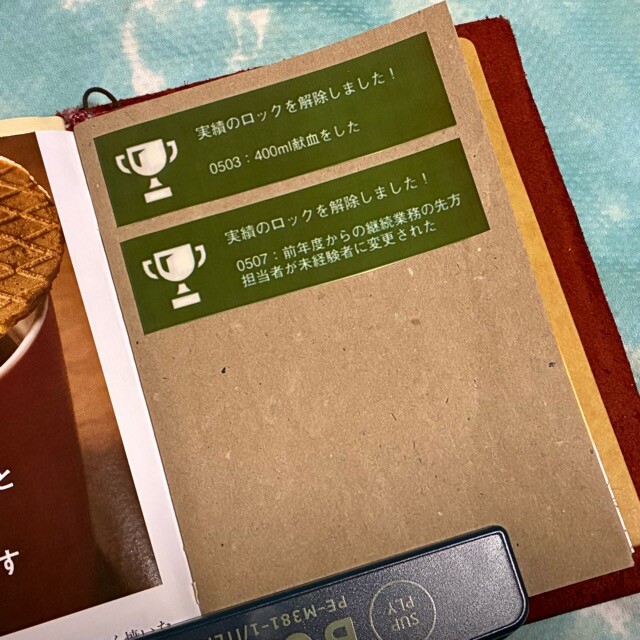 実績のロックを解除しました！
0503：400ml献血をした
実績のロックを解除しました！
0507：前年度からの継続業務の先方
担当者が未経験者に変更された
と
す
SUP
PLY
PE-M381-1/